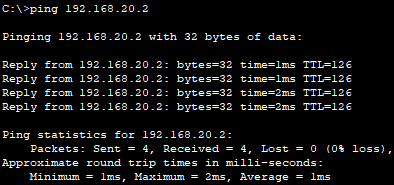 C:\>ping 192.168.20.2
Pinging 192.168.20.2 with 32 bytes of data:
Reply from 192.168.20.2: bytes=32 time=1ms TTL=126
Reply from 192.168.20.2: bytes=32 time=1ms TTL=126
Reply from 192.168.20.2: bytes=32 time=2ms TTL=126
Reply from 192.168.20.2: bytes=32 time=2ms TTL=126
Ping statistics for 192.168.20.2:
Packets: Sent = 4, Received = 4, Lost = 0 (0% loss),
Approximate round trip times in milli-seconds:
Minimum = 1ms, Maximum = 2ms, Average = 1ms